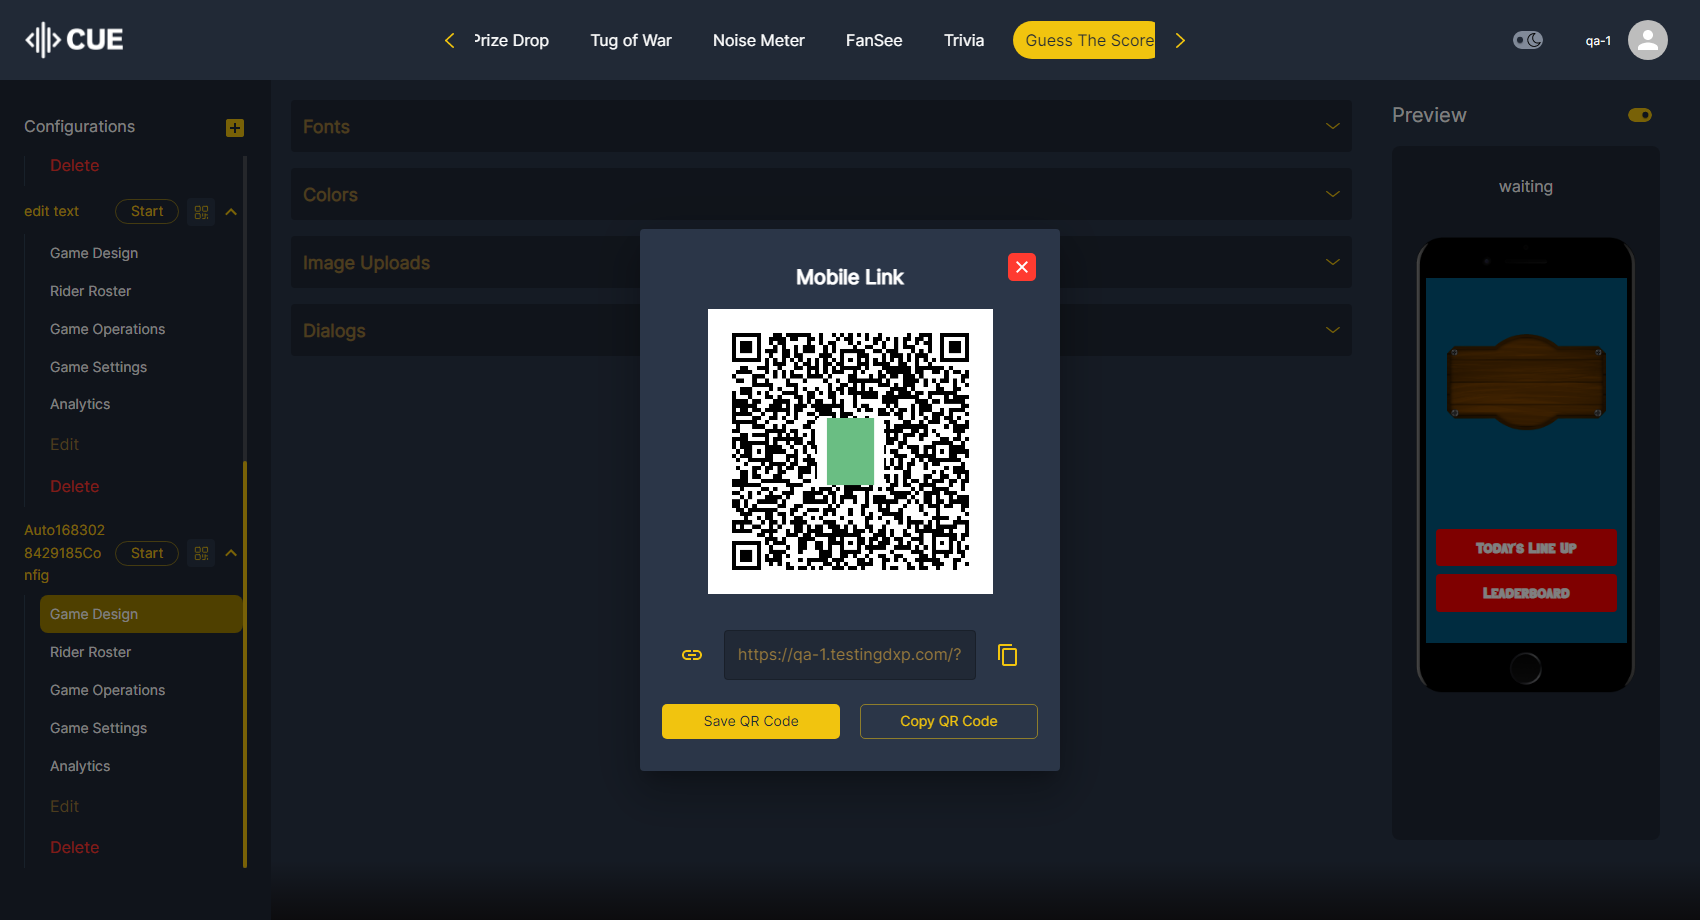 CUE
Prize Drop
Tug of War
Noise Meter
FanSee
Trivia
Guess The Score
qa-1
Configurations
Delete
edit text
Start
Game Design
Rider Roster
Game Operations
Game Settings
Analytics
Edit
Delete
Auto168302
8429185Co
nfig
Start
Game Design
Rider Roster
Game Operations
Game Settings
Analytics
Edit
Delete
Fonts
Colors
Image Uploads
Dialogs
Mobile Link
https://qa-1.testingdxp.com/?
Save QR Code
Copy QR Code
Preview
waiting
Today's Line Up
Leaderboard